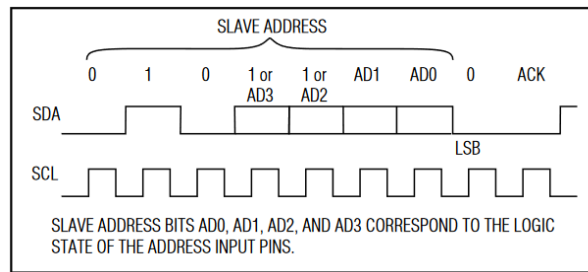 SLAVE ADDRESS
0 1 0 1 or AD3 1 or AD2 AD1 AD0 0 ACK
SDA
LSB
SCL
SLAVE ADDRESS BITS AD0, AD1, AD2, AND AD3 CORRESPOND TO THE LOGIC
STATE OF THE ADDRESS INPUT PINS.